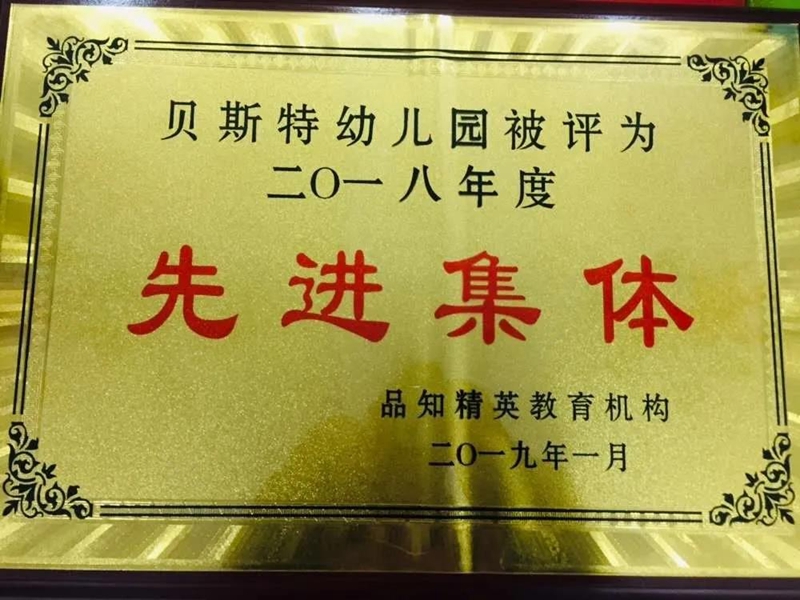 贝斯特幼儿园被评为
二〇一八年度
先进集体
品知精英教育机构
二〇一九年一月